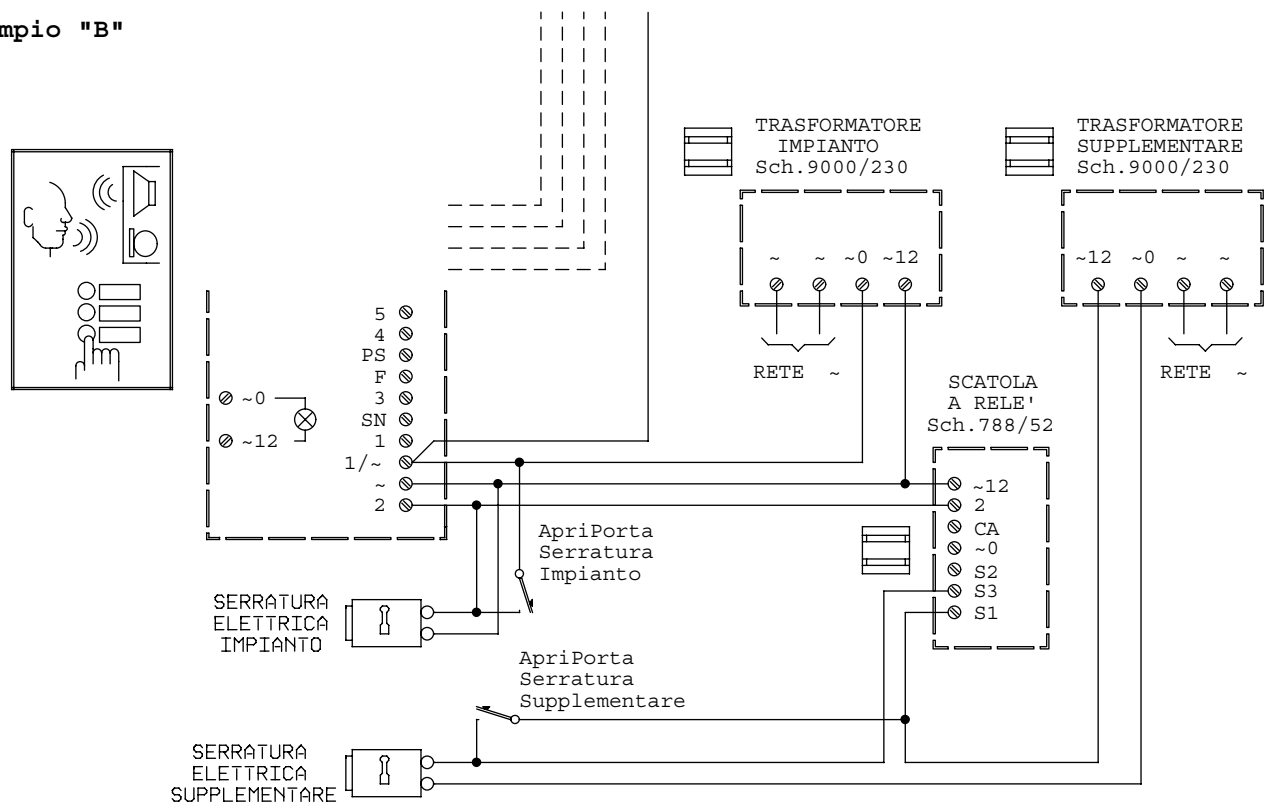 mpio "B"
TRASFORMATORE
IMPIANTO
Sch.9000/230
~ ~ ~0 ~12
RETE ~
TRASFORMATORE
SUPPLEMENTARE
Sch.9000/230
~12 ~0 ~ ~
RETE ~
5
4
PS
F
3
SN
1
1/~
~
2
~0
~12
SCATOLA
A RELE'
Sch.788/52
~12
2
CA
~0
S2
S3
S1
ApriPorta
Serratura
Impianto
SERRATURA
ELETTRICA
IMPIANTO
ApriPorta
Serratura
Supplementare
SERRATURA
ELETTRICA
SUPPLEMENTARE